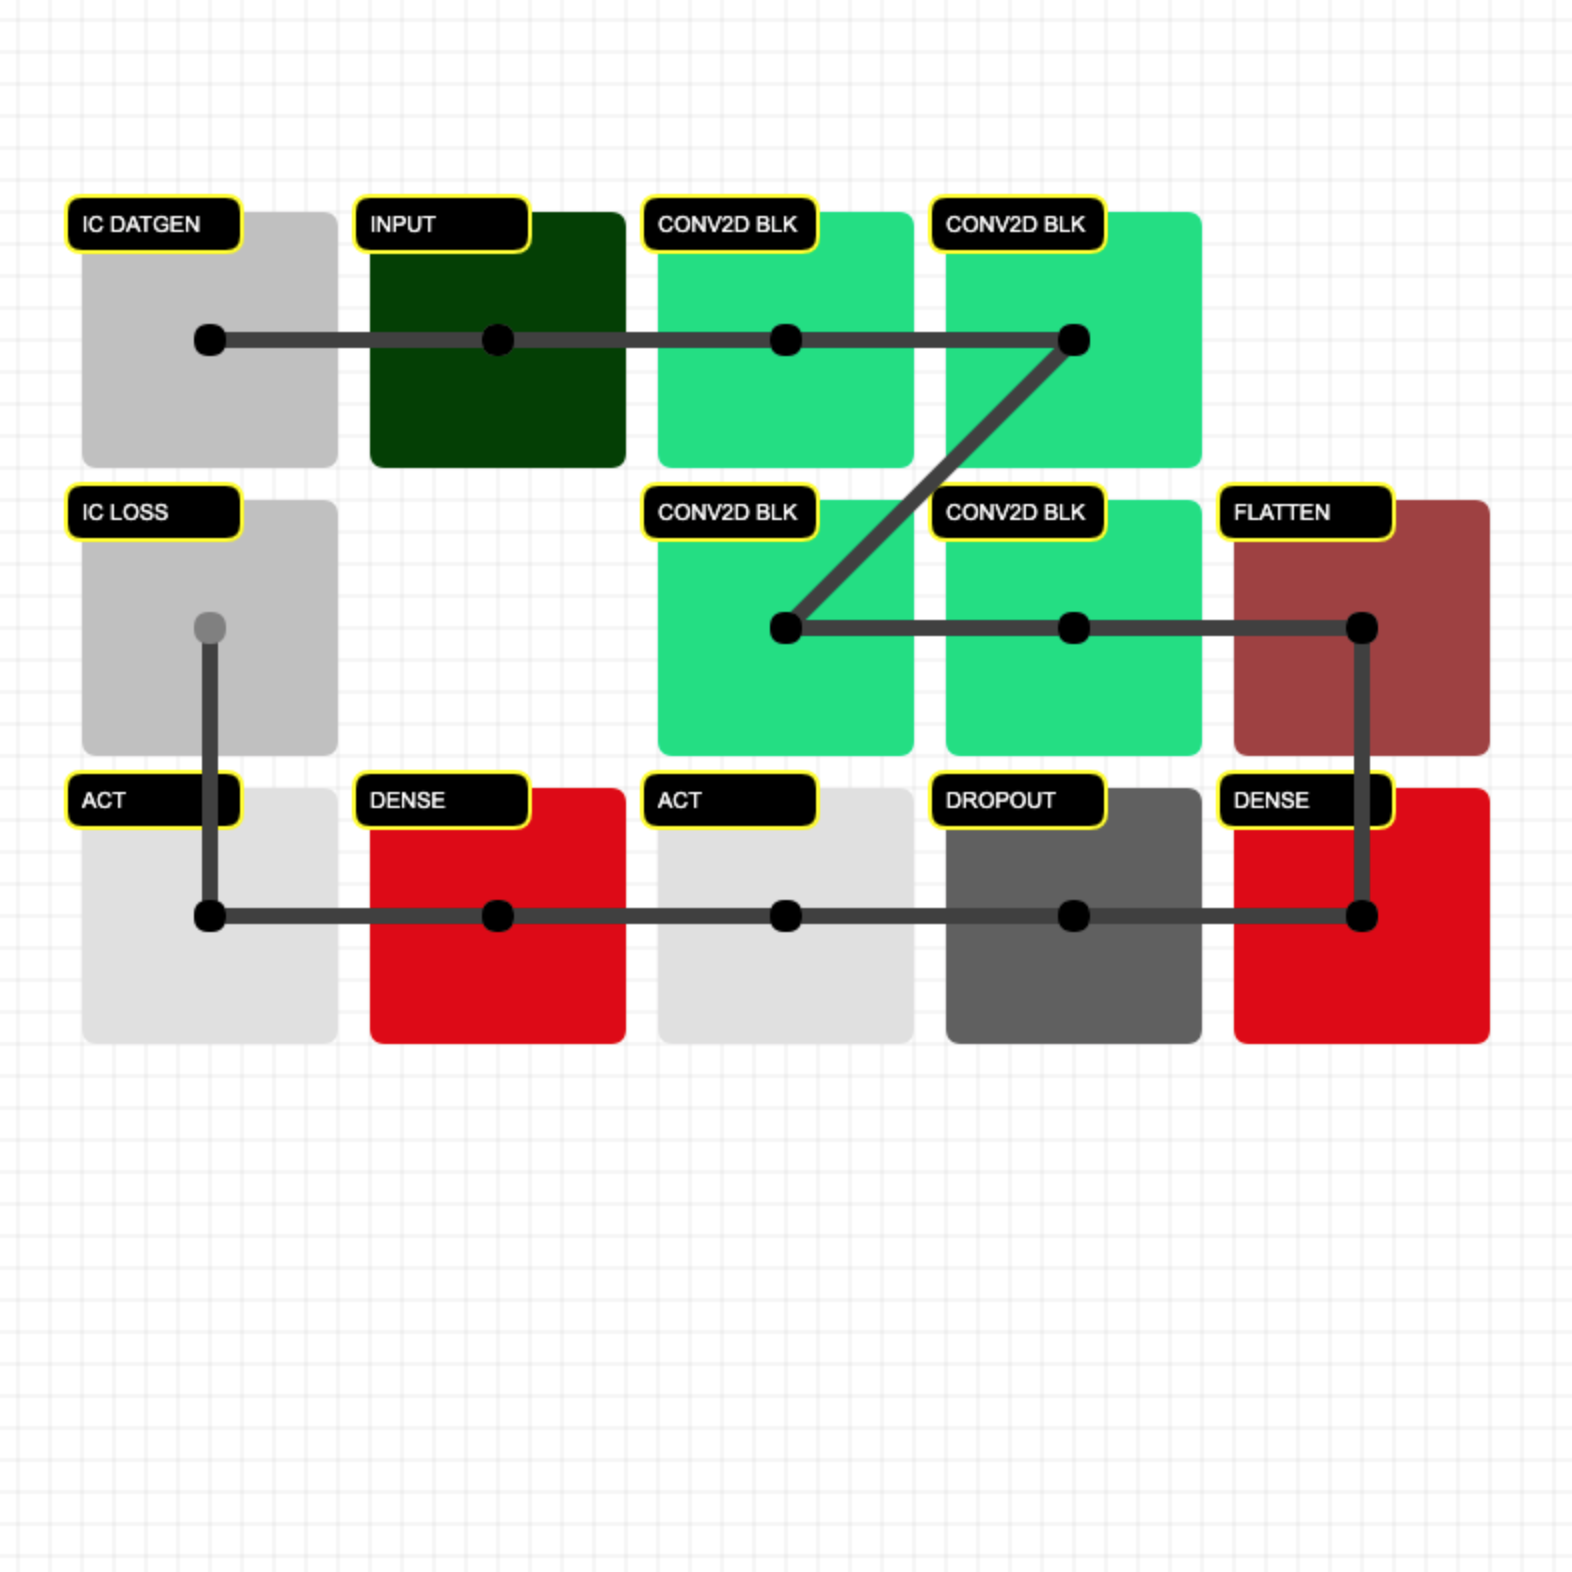 IC DATGEN
INPUT
CONV2D BLK
CONV2D BLK
IC LOSS
CONV2D BLK
CONV2D BLK
FLATTEN
ACT
DENSE
ACT
DROPOUT
DENSE